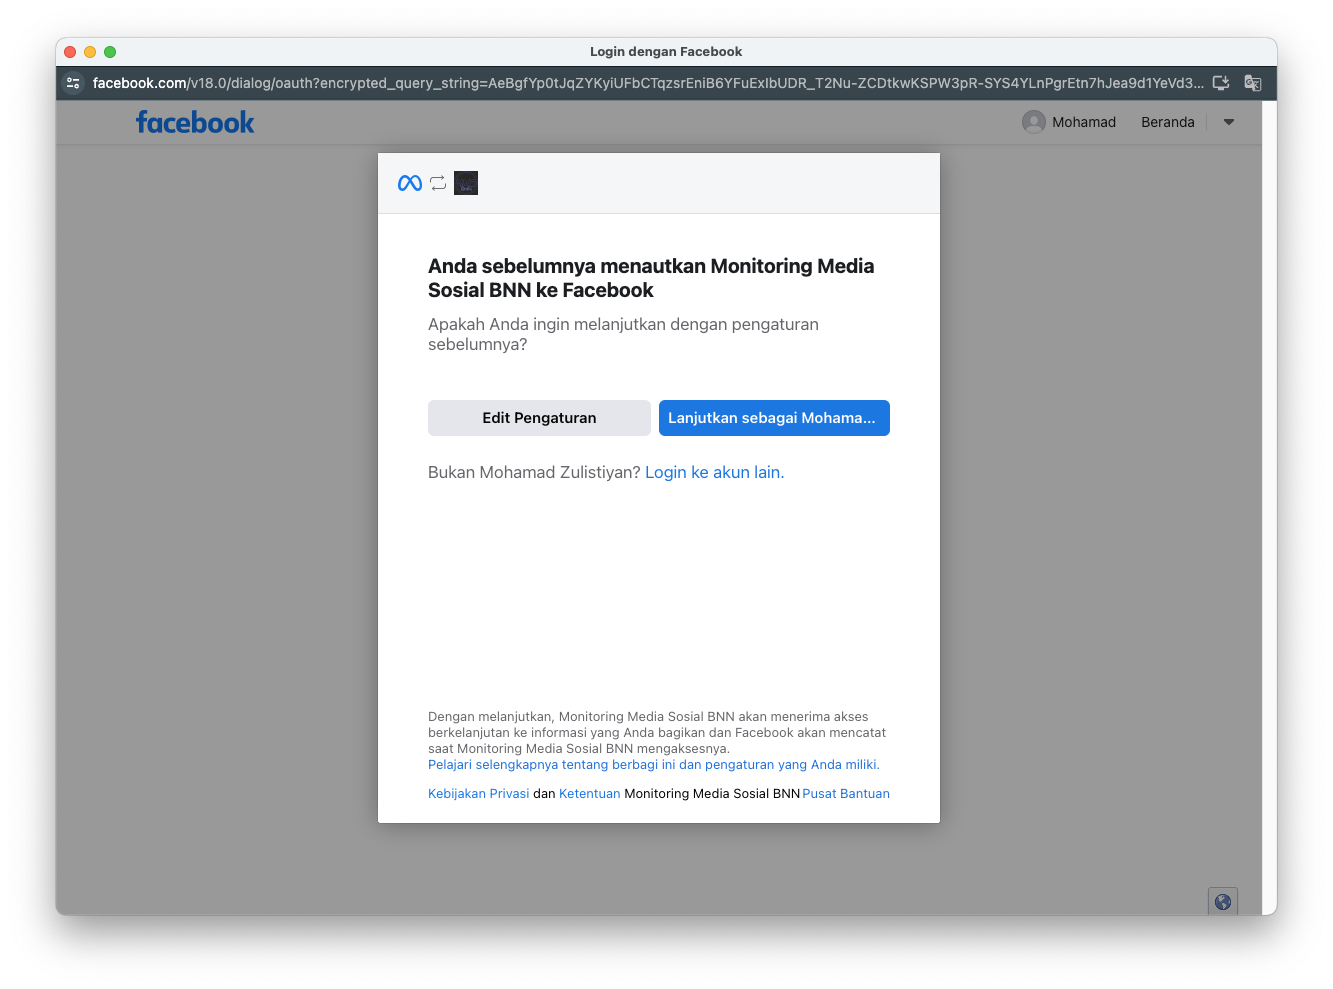 Login dengan Facebook
facebook.com/v18.0/dialog/oauth?encrypted_query_string=AeBgfYp0tJqZYKyiUFbCTqzsrEniB6YFuExIbUDR_T2Nu-ZCDtkwKSPW3pR-SYS4YLnPgrEtn7hJea9d1YeVd3...
facebook
Mohamad Beranda
Anda sebelumnya menautkan Monitoring Media
Sosial BNN ke Facebook
Apakah Anda ingin melanjutkan dengan pengaturan
sebelumnya?
Edit Pengaturan
Lanjutkan sebagai Mohama...
Bukan Mohamad Zulistiyan? Login ke akun lain.
Dengan melanjutkan, Monitoring Media Sosial BNN akan menerima akses
berkelanjutan ke informasi yang Anda bagikan dan Facebook akan mencatat
saat Monitoring Media Sosial BNN mengaksesnya.
Pelajari selengkapnya tentang berbagi ini dan pengaturan yang Anda miliki.
Kebijakan Privasi dan Ketentuan Monitoring Media Sosial BNN Pusat Bantuan